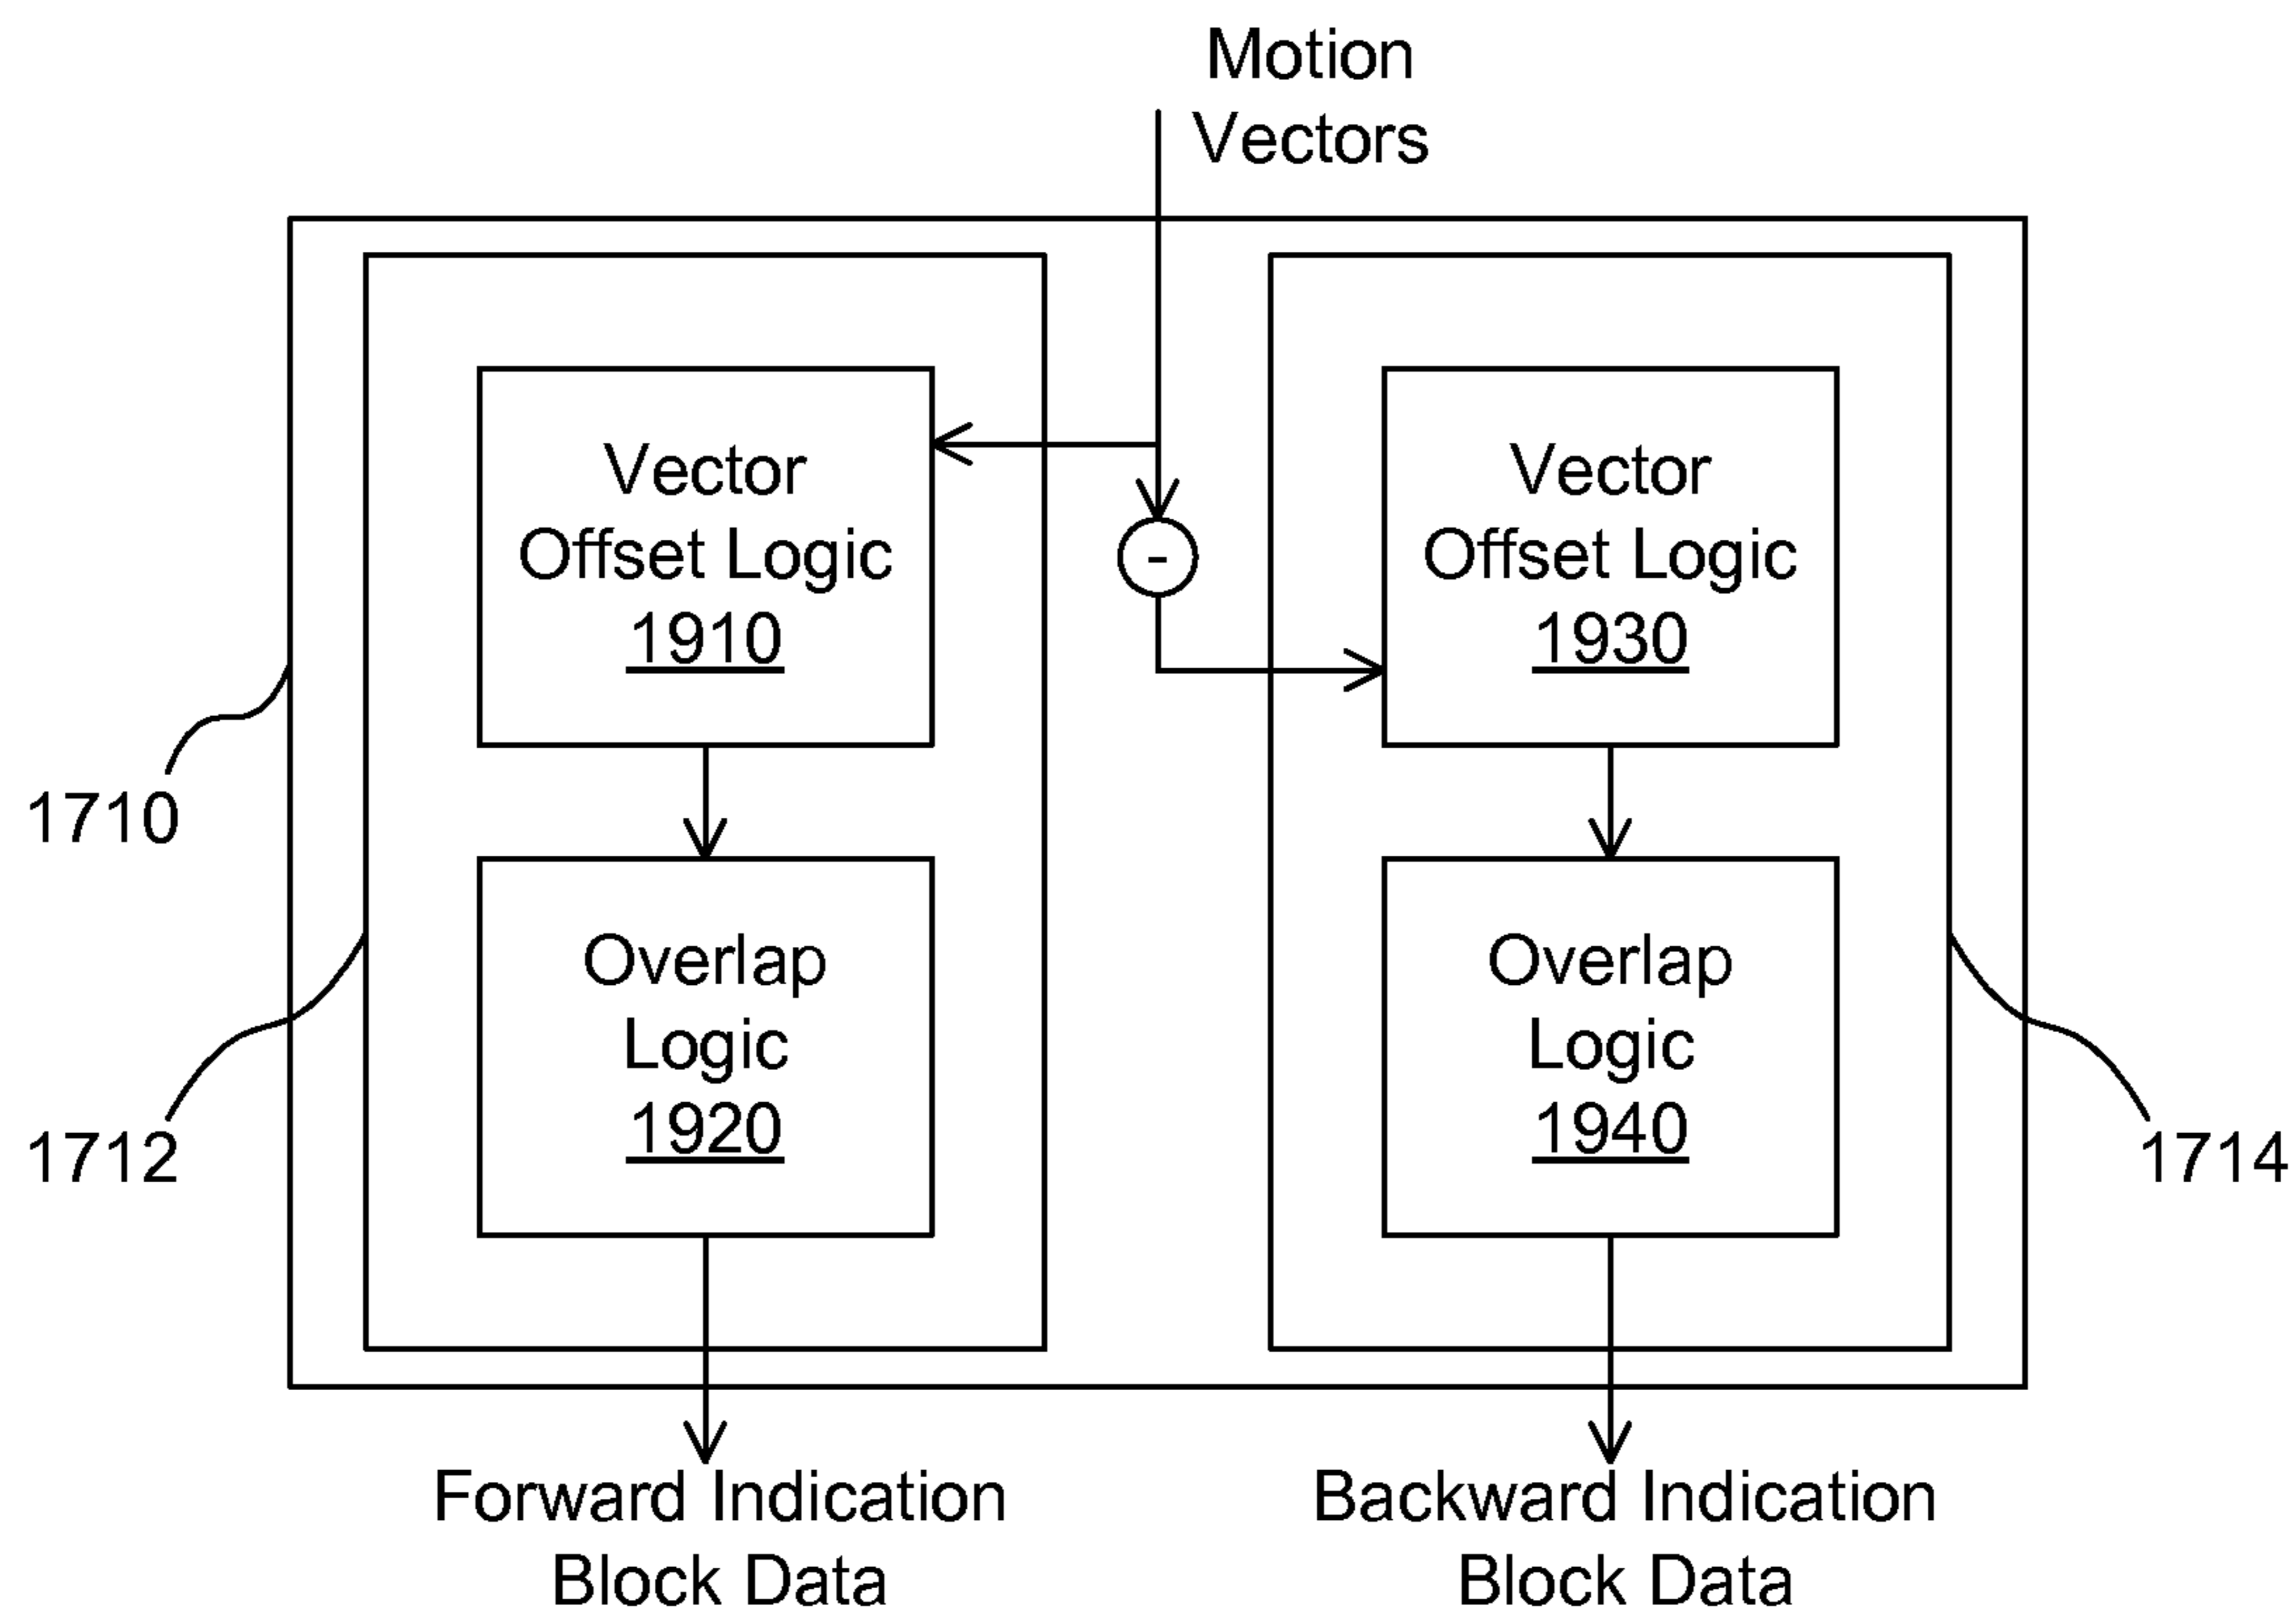 Motion
Vectors
Vector
Offset Logic
1910
-
Vector
Offset Logic
1930
1710
Overlap
Logic
1920
Overlap
Logic
1940
1712
1714
Forward Indication
Block Data
Backward Indication
Block Data